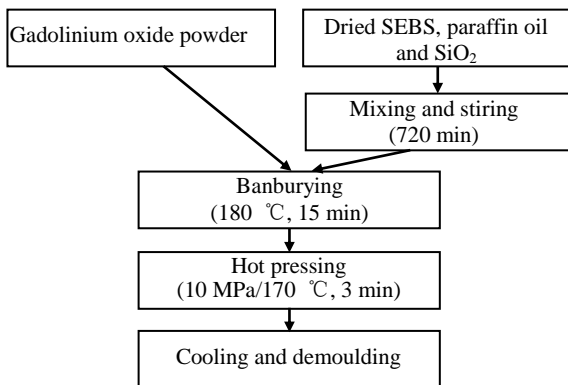 Gadolinium oxide powder
Dried SEBS, paraffin oil
and SiO₂
Mixing and stiring
(720 min)
Banburying
(180 ℃, 15 min)
Hot pressing
(10 MPa/170 ℃, 3 min)
Cooling and demoulding